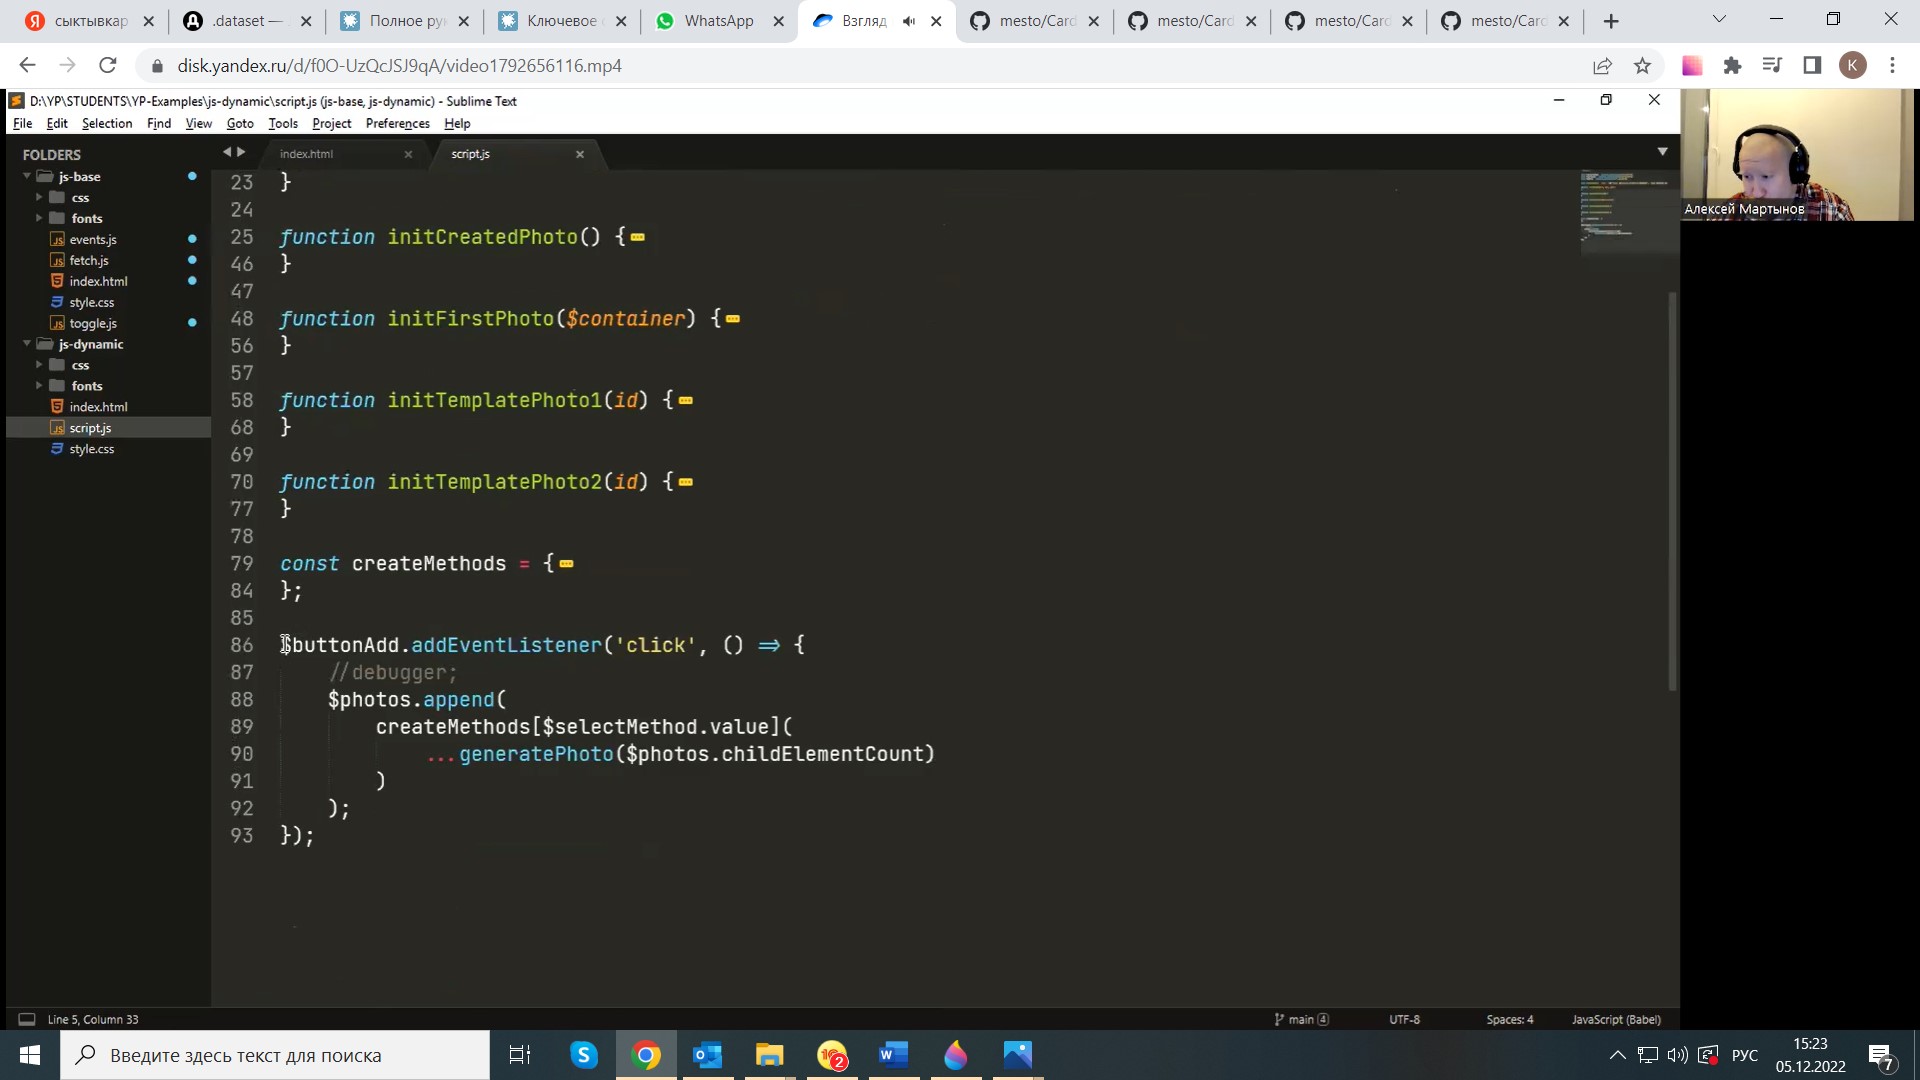 сыктывкар
.dataset —
Полное ру
Ключевое
WhatsApp
Взгляд
mesto/Card
mesto/Card
mesto/Card
mesto/Card
disk.yandex.ru/d/f0O-UzQcJSJ9qA/video1792656116.mp4
K
D:\YP\STUDENTS\YP-Examples\js-dynamic\script.js (js-base, js-dynamic) - Sublime Text
File Edit Selection Find View Goto Tools Project Preferences Help
FOLDERS
js-base
css
fonts
events.js
fetch.js
index.html
style.css
toggle.js
js-dynamic
css
fonts
index.html
script.js
style.css
index.html
script.js
23 }
24
25 function initCreatedPhoto() {
46 }
47
48 function initFirstPhoto($container) {
56 }
57
58 function initTemplatePhoto1(id) {
68 }
69
70 function initTemplatePhoto2(id) {
77 }
78
79 const createMethods = {
84 };
85
86 $buttonAdd.addEventListener('click', () => {
87 //debugger;
88 $photos.append(
89 createMethods[$selectMethod.value](
90 ...generatePhoto($photos.childElementCount)
91 )
92 );
93 });
Алексей Мартынов
Line 5, Column 33
main 4
UTF-8
Spaces: 4
JavaScript (Babel)
Введите здесь текст для поиска
2
РУС
15:23
05.12.2022
7